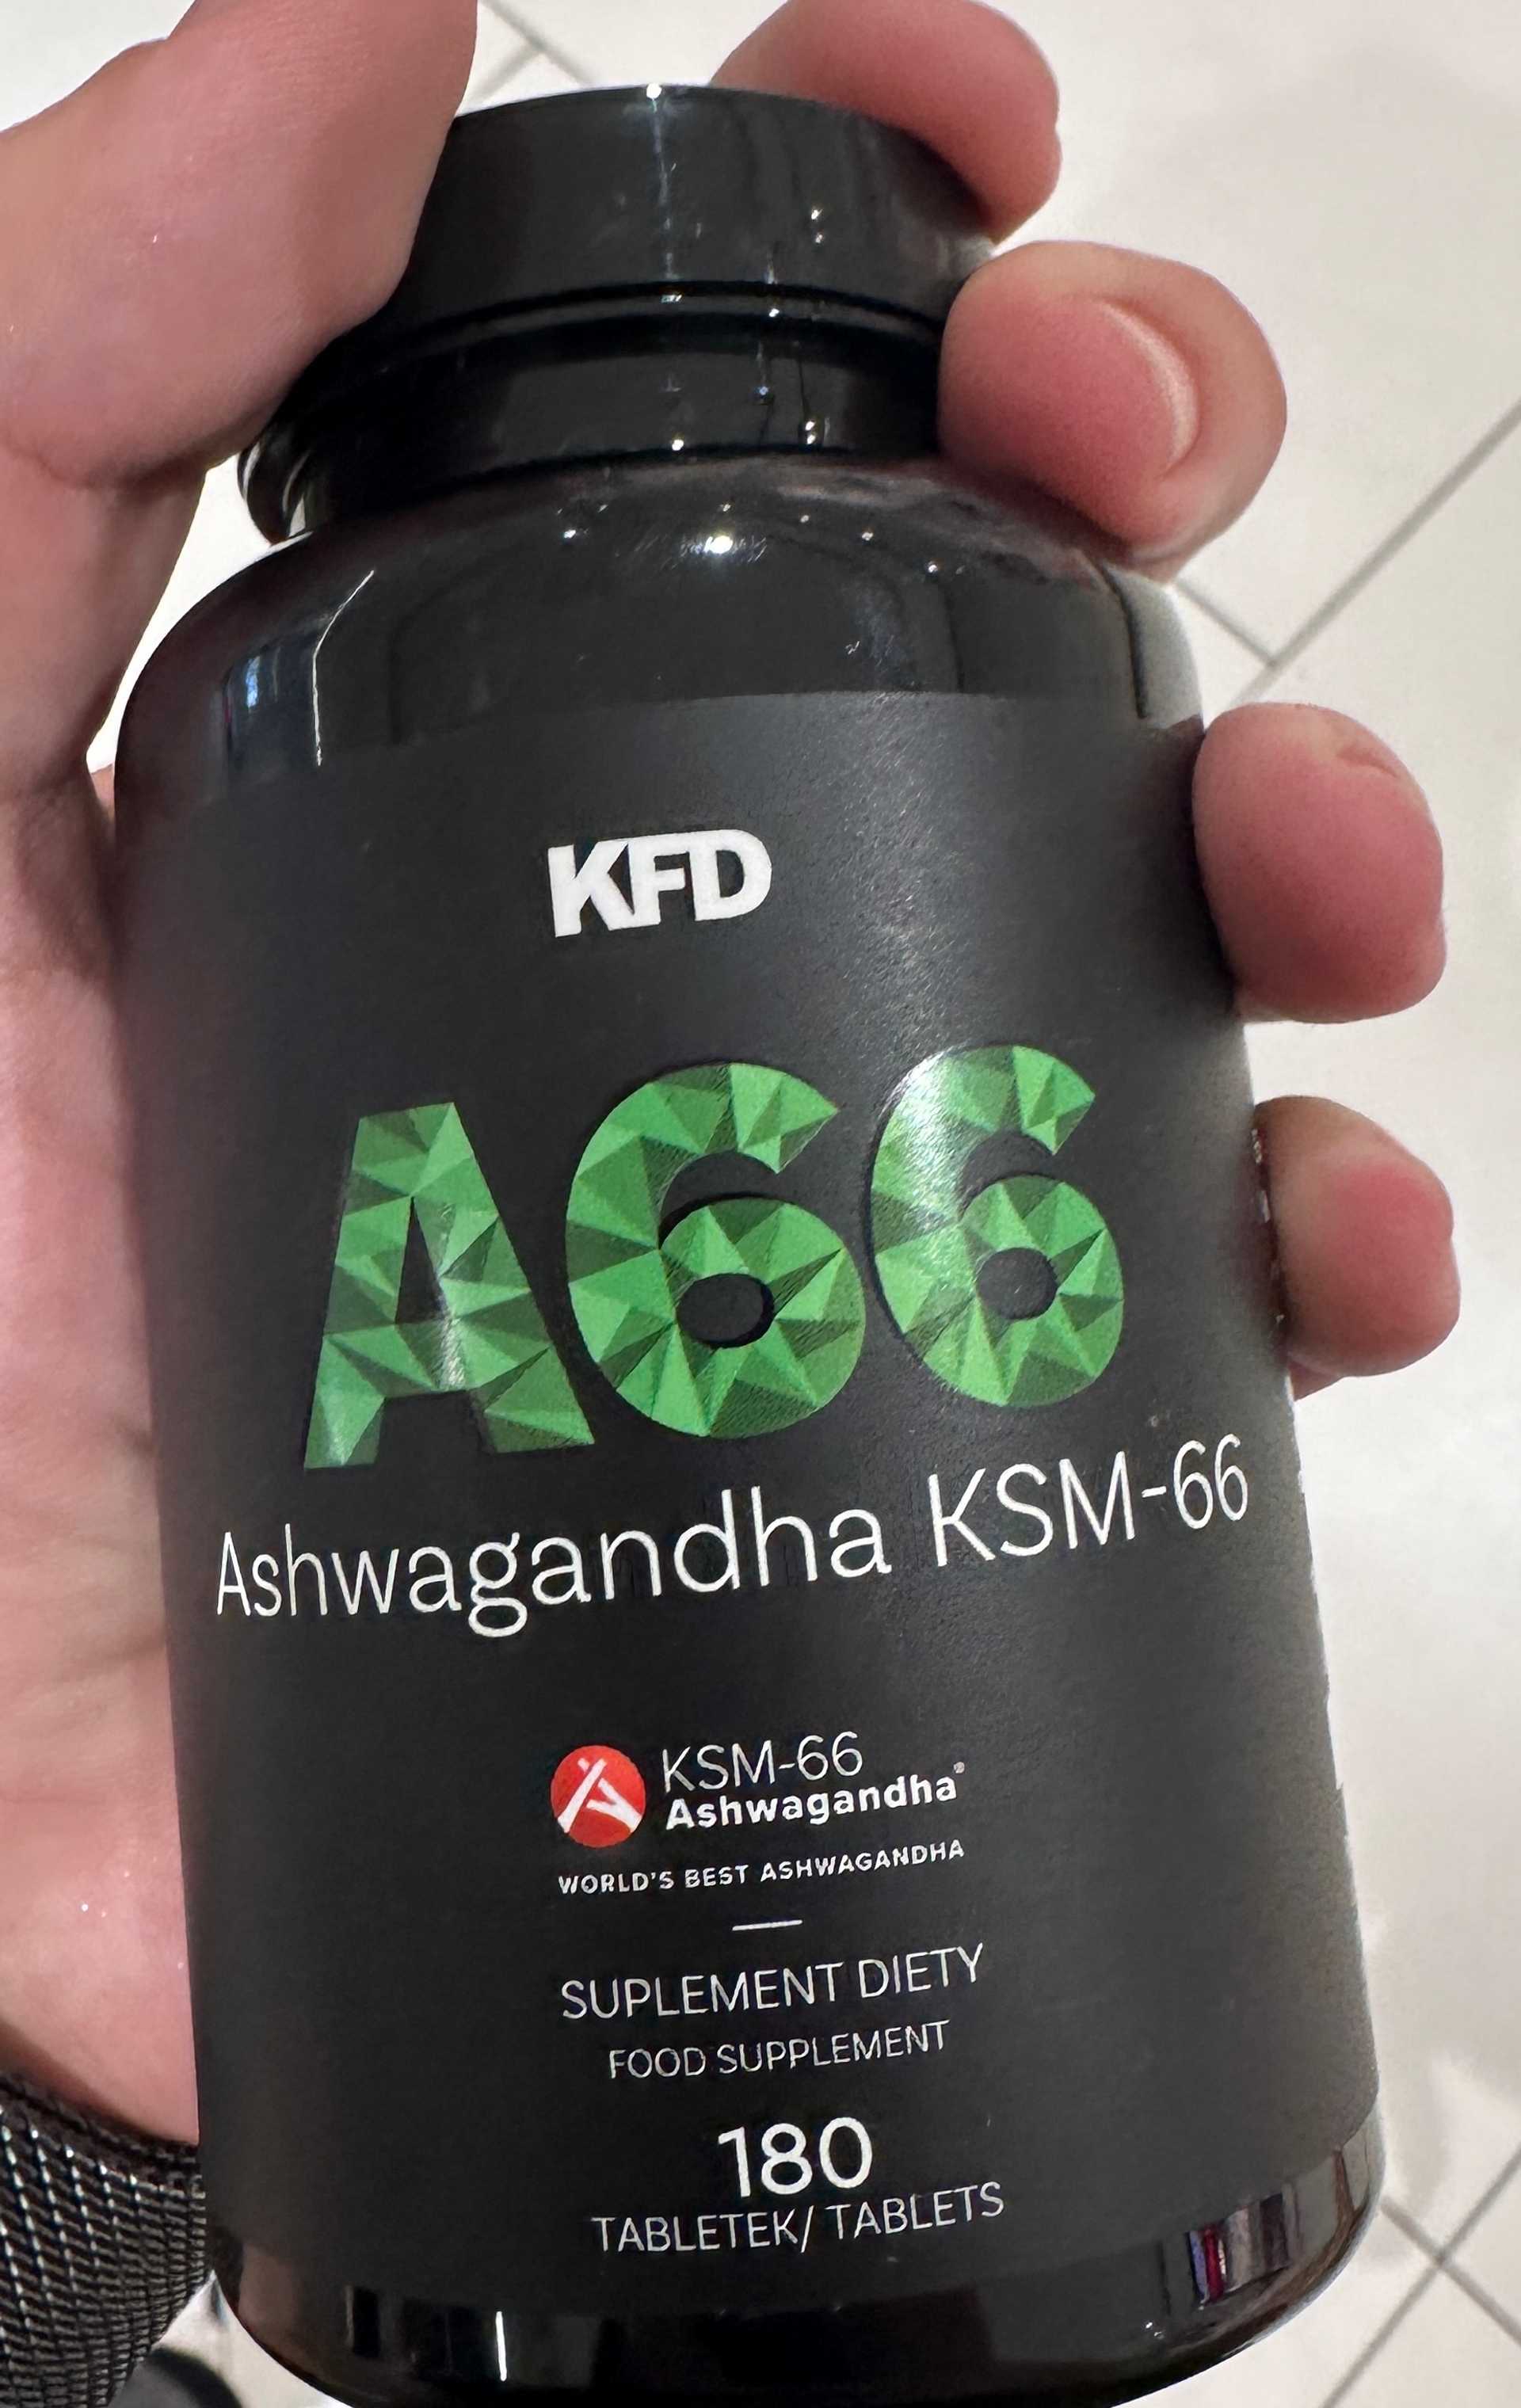 KFD
A66
Ashwagandha KSM-66
KSM-66
Ashwagandha®
WORLD'S BEST ASHWAGANDHA
SUPLEMENT DIETY
FOOD SUPPLEMENT
180
TABLETEK/ TABLETS